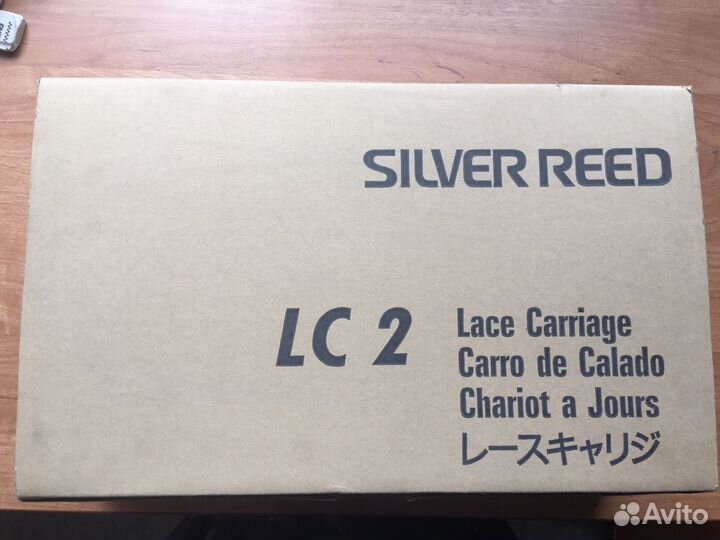 SILVER REED
LC 2
Lace Carriage
Carro de Calado
Chariot a Jours
レースキャリジ
Avito